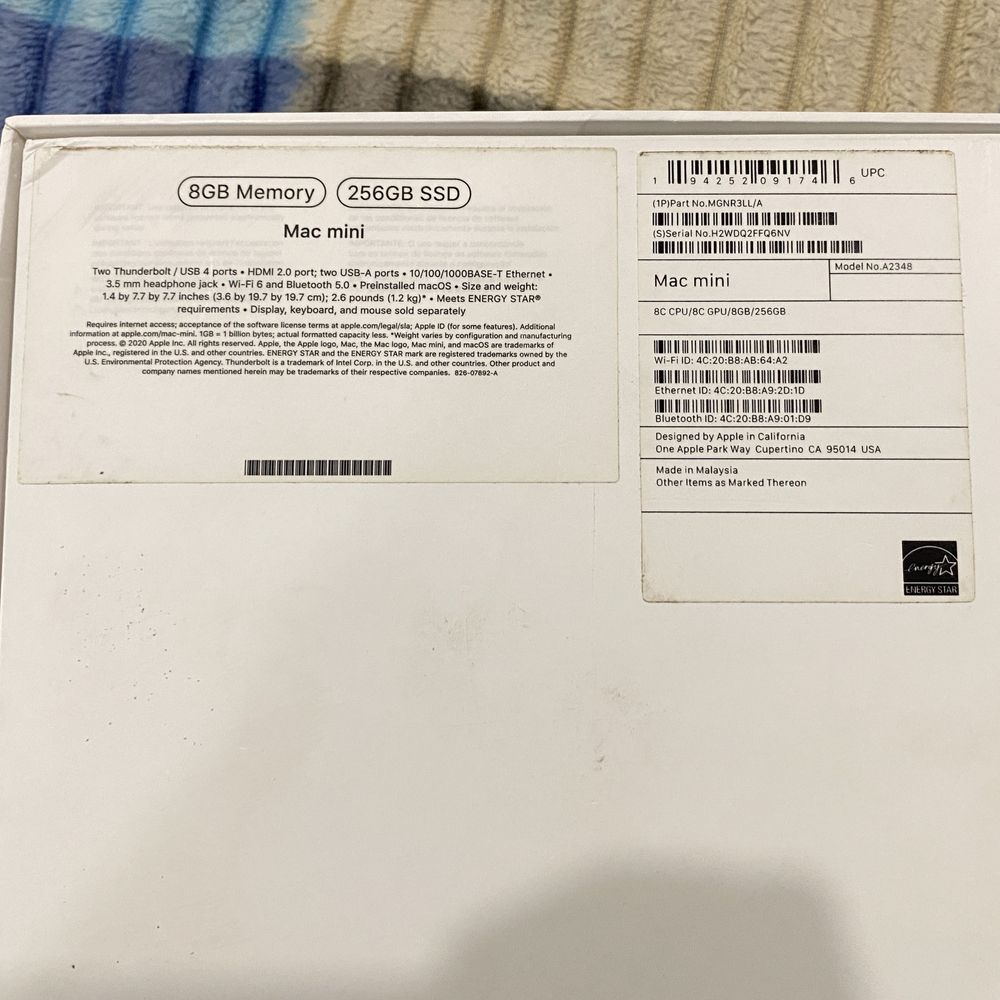 8GB Memory 256GB SSD
Mac mini
Two Thunderbolt / USB 4 ports • HDMI 2.0 port; two USB-A ports • 10/100/1000BASE-T Ethernet •
3.5 mm headphone jack • Wi-Fi 6 and Bluetooth 5.0 • Preinstalled macOS • Size and weight:
1.4 by 7.7 by 7.7 inches (3.6 by 19.7 by 19.7 cm); 2.6 pounds (1.2 kg)* • Meets ENERGY STAR®
requirements • Display, keyboard, and mouse sold separately
Requires internet access; acceptance of the software license terms at apple.com/legal/sla; Apple ID (for some features). Additional
information at apple.com/mac-mini. 1GB = 1 billion bytes; actual formatted capacity less. *Weight varies by configuration and manufacturing
process. © 2020 Apple Inc. All rights reserved. Apple, the Apple logo, Mac, the Mac logo, Mac mini, and macOS are trademarks of
Apple Inc., registered in the U.S. and other countries. ENERGY STAR and the ENERGY STAR mark are registered trademarks owned by the
U.S. Environmental Protection Agency. Thunderbolt is a trademark of Intel Corp. in the U.S. and other countries. Other product and
company names mentioned herein may be trademarks of their respective companies. 826-07892-A
1 94252 09174 6 UPC
(1P)Part No.MGNR3LL/A
(S)Serial No.H2WDQ2FFQ6NV
Mac mini
Model No.A2348
8C CPU/8C GPU/8GB/256GB
Wi-Fi ID: 4C:20:B8:AB:64:A2
Ethernet ID: 4C:20:B8:A9:2D:1D
Bluetooth ID: 4C:20:B8:A9:01:D9
Designed by Apple in California
One Apple Park Way Cupertino CA 95014 USA
Made in Malaysia
Other Items as Marked Thereon
energy
ENERGY STAR